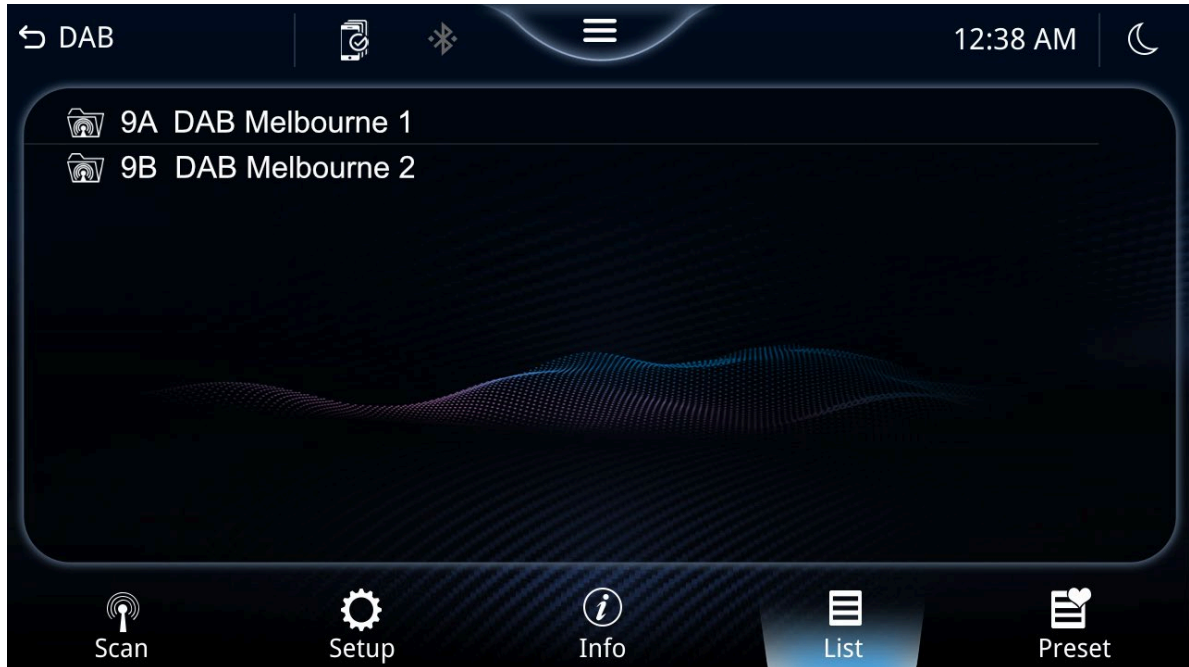 DAB
12:38 AM
9A DAB Melbourne 1
9B DAB Melbourne 2
Scan
Setup
Info
List
Preset